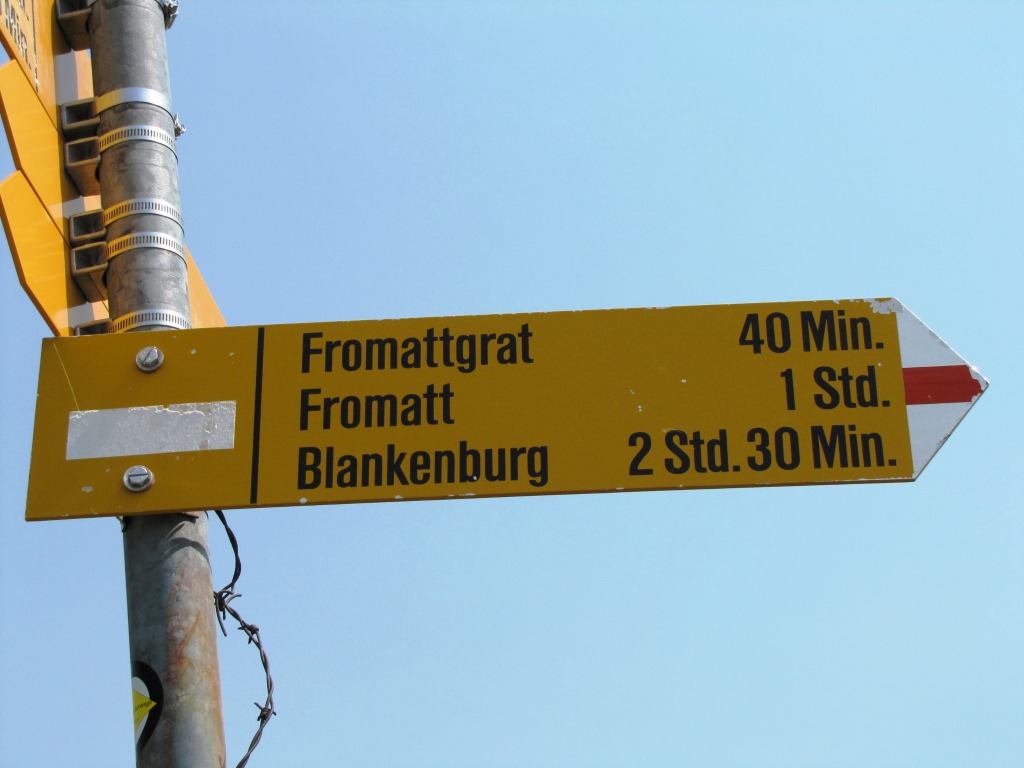 Fromattgrat 40 Min.
Fromatt 1 Std.
Blankenburg 2 Std. 30 Min.